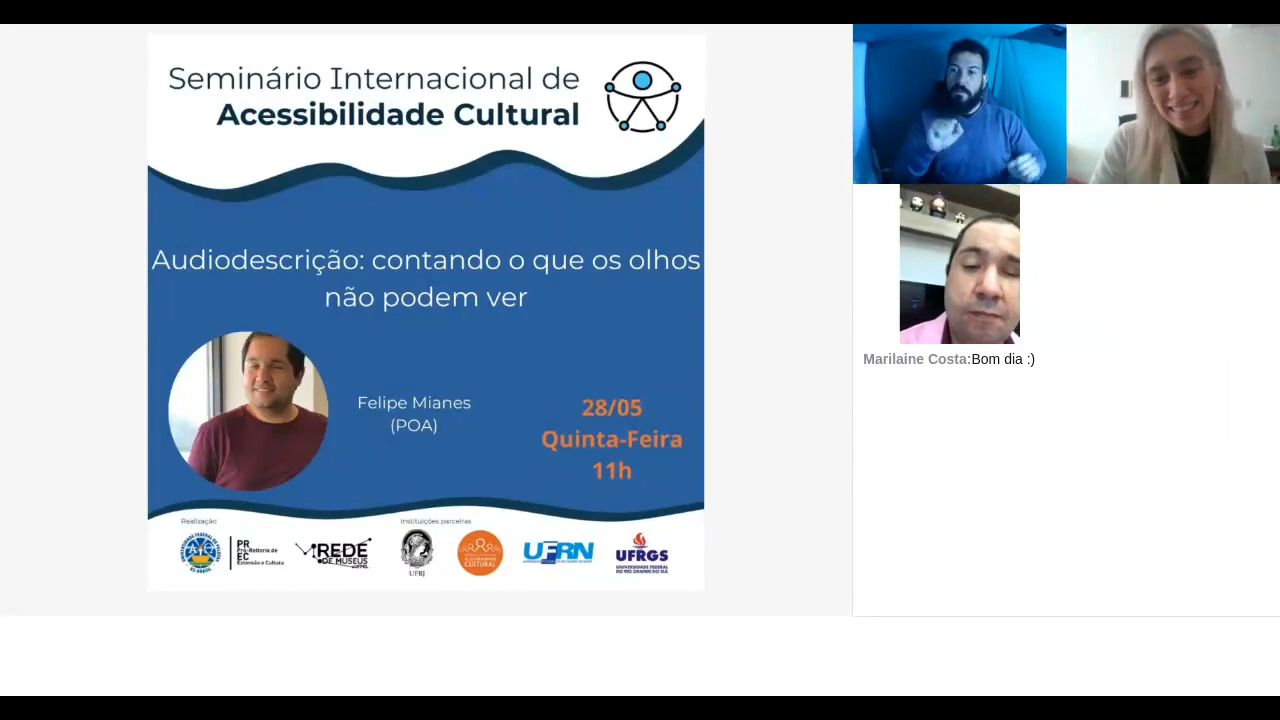 Seminário Internacional de
Acessibilidade Cultural
Audiodescrição: contando o que os olhos
não podem ver
Felipe Mianes
(POA)
28/05
Quinta-Feira
11h
Realização
Instituições parceiras
PR
EC
Pró-Reitoria de
Extensão e Cultura
REDE
DE MUSEUS
UFRJ
CULTURAL
UFRN
UFRGS
UNIVERSIDADE FEDERAL
DO RIO GRANDE DO SUL
Marilaine Costa:Bom dia :)